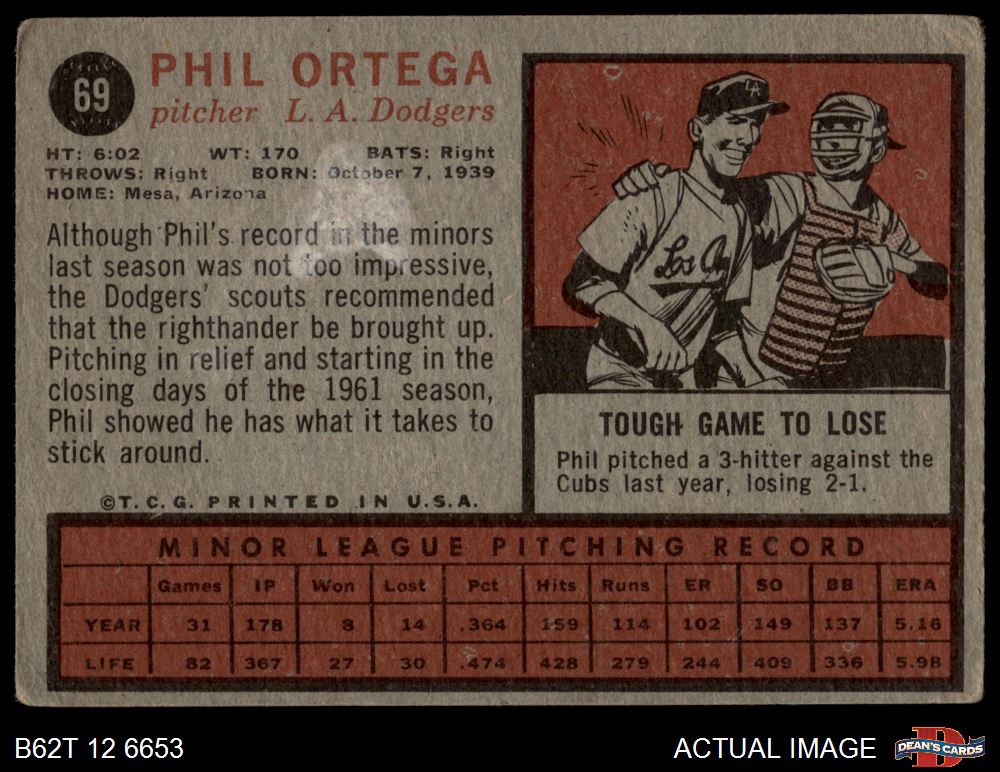 69
PHIL ORTEGA
pitcher L. A. Dodgers
HT: 6:02 WT: 170 BATS: Right
THROWS: Right BORN: October 7, 1939
HOME: Mesa, Arizona
Although Phil's record in the minors
last season was not too impressive,
the Dodgers' scouts recommended
that the righthander be brought up.
Pitching in relief and starting in the
closing days of the 1961 season,
Phil showed he has what it takes to
stick around.
©T. C. G. PRINTED IN U.S.A.
LA
Los An
TOUGH GAME TO LOSE
Phil pitched a 3-hitter against the
Cubs last year, losing 2-1.
MINOR LEAGUE PITCHING RECORD
Games IP Won Lost Pct Hits Runs ER SO BB ERA
YEAR 31 178 8 14 .364 159 114 102 149 137 5.16
LIFE 82 367 27 30 .474 428 279 244 409 336 5.98
B62T 12 6653
ACTUAL IMAGE
D
DEAN'S CARDS